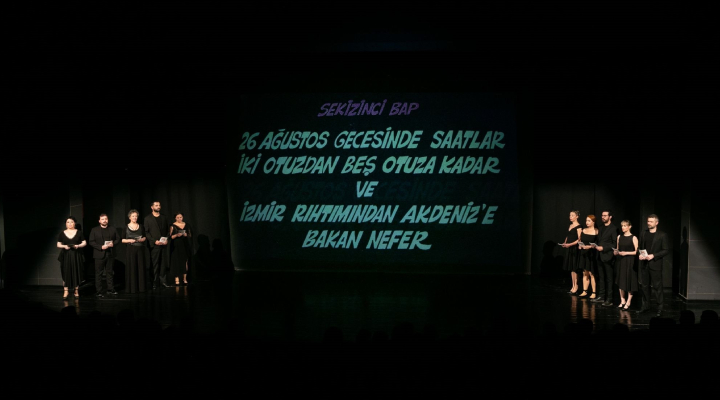 SEKİZİNCİ BAP
26 AĞUSTOS GECESİNDE SAATLAR
İKİ OTUZDAN BEŞ OTUZA KADAR
VE
İZMİR RIHTIMINDAN AKDENİZ'E
BAKAN NEFER